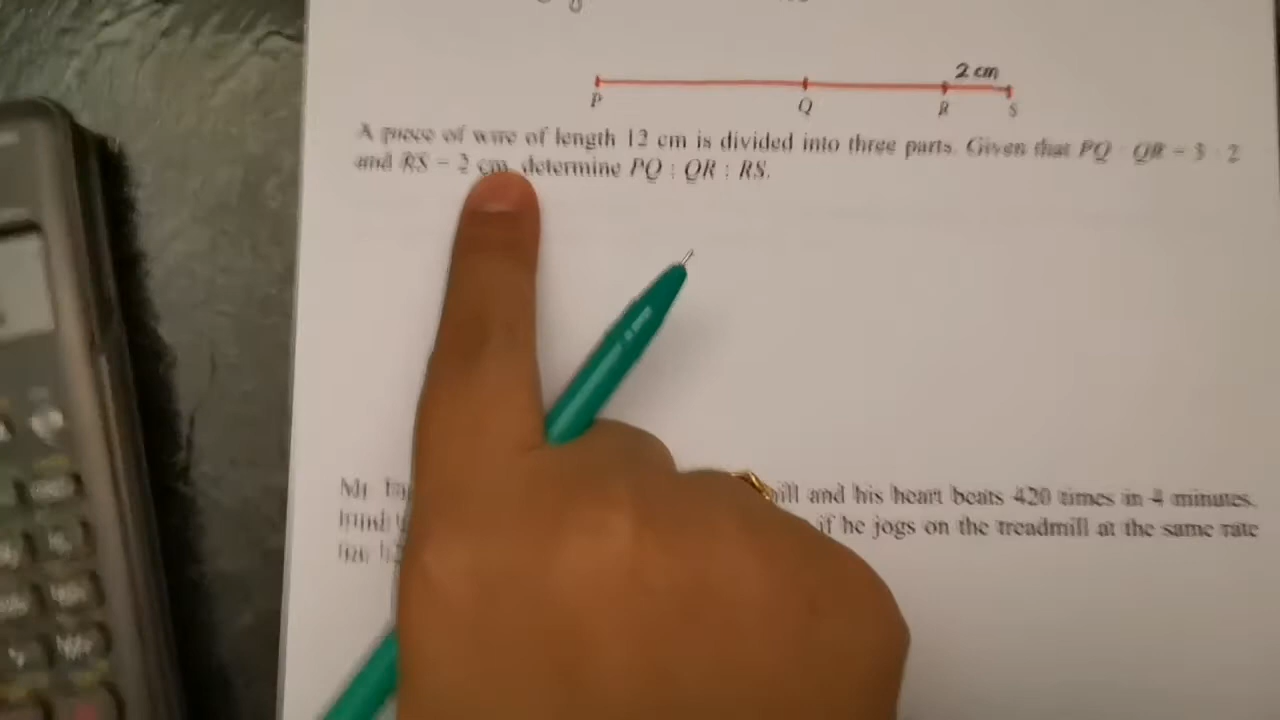 2 cm
P Q R S
A piece of wire of length 12 cm is divided into three parts. Given that PQ : QR = 3 : 2
and RS = 2 cm, determine PQ : QR : RS.
Mr and his heart beats 420 times in 4 minutes.
if he jogs on the treadmill at the same rate